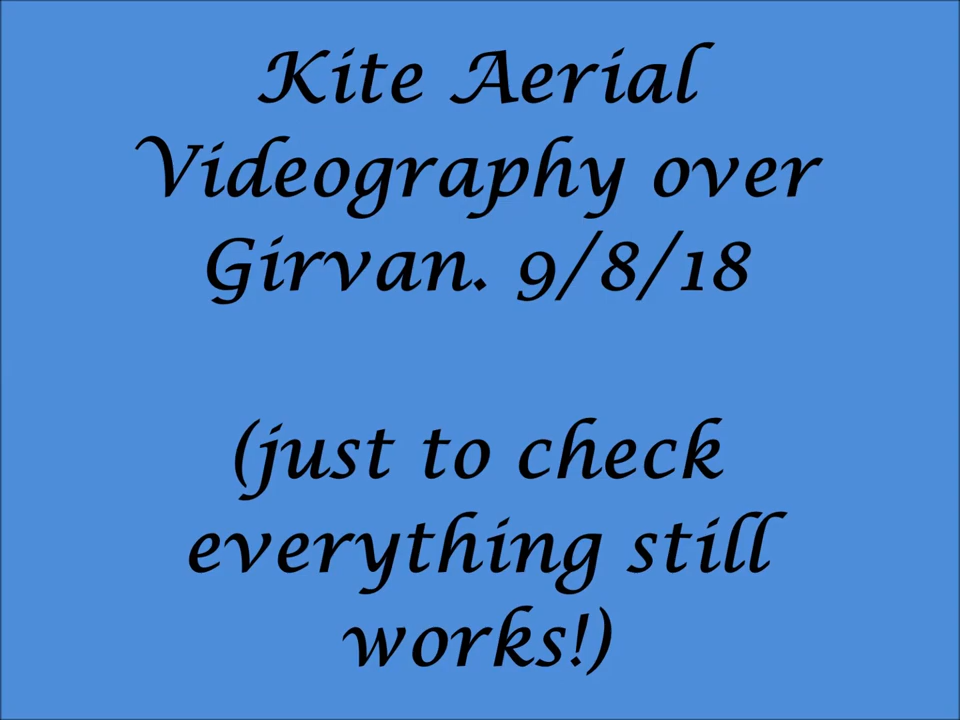 Kite Aerial
Videography over
Girvan. 9/8/18
(just to check
everything still
works!)